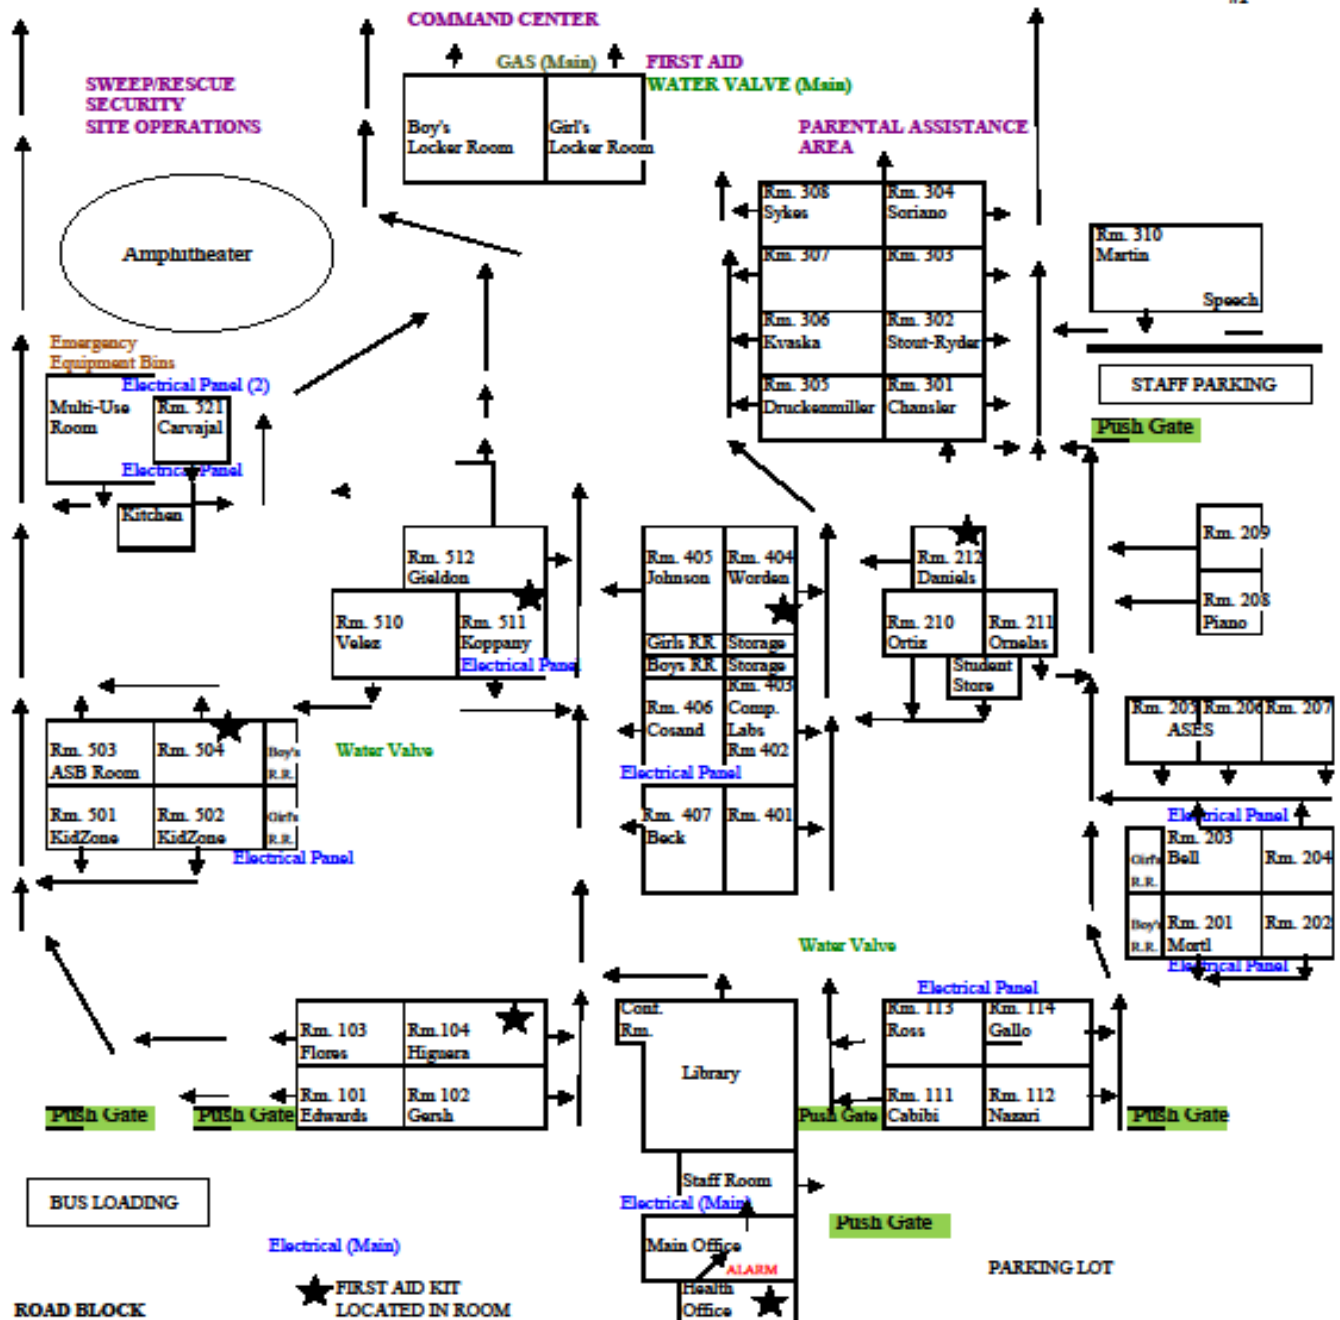 COMMAND CENTER
GAS (Main)
FIRST AID
WATER VALVE (Main)
SWEEP/RESCUE
SECURITY
SITE OPERATIONS
Boy's
Locker Room
Girl's
Locker Room
PARENTAL ASSISTANCE
AREA
Amphitheater
Rm. 308
Sykes
Rm. 304
Soriano
Rm. 307
Rm. 303
Rm. 306
Kvaska
Rm. 302
Stout-Ryder
Rm. 305
Druckenmiller
Rm. 301
Chansler
Rm. 310
Martin
Speech
STAFF PARKING
Push Gate
Emergency
Equipment Bins
Electrical Panel (2)
Multi-Use
Room
Rm. 521
Carvajal
Electrical Panel
Kitchen
Rm. 512
Gieldon
Rm. 510
Velez
Rm. 511
Koppany
Electrical Panel
Rm. 405
Johnson
Rm. 404
Worden
Girls RR
Storage
Boys RR
Storage
Rm. 406
Cosand
Rm. 403
Comp.
Labs
Rm 402
Electrical Panel
Rm. 407
Beck
Rm. 401
Rm. 212
Daniels
Rm. 210
Ortiz
Rm. 211
Ornelas
Student
Store
Rm. 209
Rm. 208
Piano
Rm. 205
Rm.206
Rm. 207
ASES
Electrical Panel
Girl's
R.R.
Rm. 203
Bell
Rm. 204
Boy's
R.R.
Rm. 201
Mortl
Rm. 202
Electrical Panel
Rm. 503
ASB Room
Rm. 504
Boy's
R.R.
Rm. 501
KidZone
Rm. 502
KidZone
Girl's
R.R.
Electrical Panel
Water Valve
Water Valve
Rm. 103
Flores
Rm.104
Higuera
Rm. 101
Edwards
Rm 102
Gersh
Push Gate
Push Gate
Conf.
Rm.
Library
Electrical Panel
Rm. 113
Ross
Rm. 114
Gallo
Rm. 111
Cabibi
Rm. 112
Nazari
Push Gate
Push Gate
Staff Room
Electrical (Main)
Main Office
ALARM
Health
Office
Push Gate
BUS LOADING
Electrical (Main)
PARKING LOT
FIRST AID KIT
LOCATED IN ROOM
ROAD BLOCK